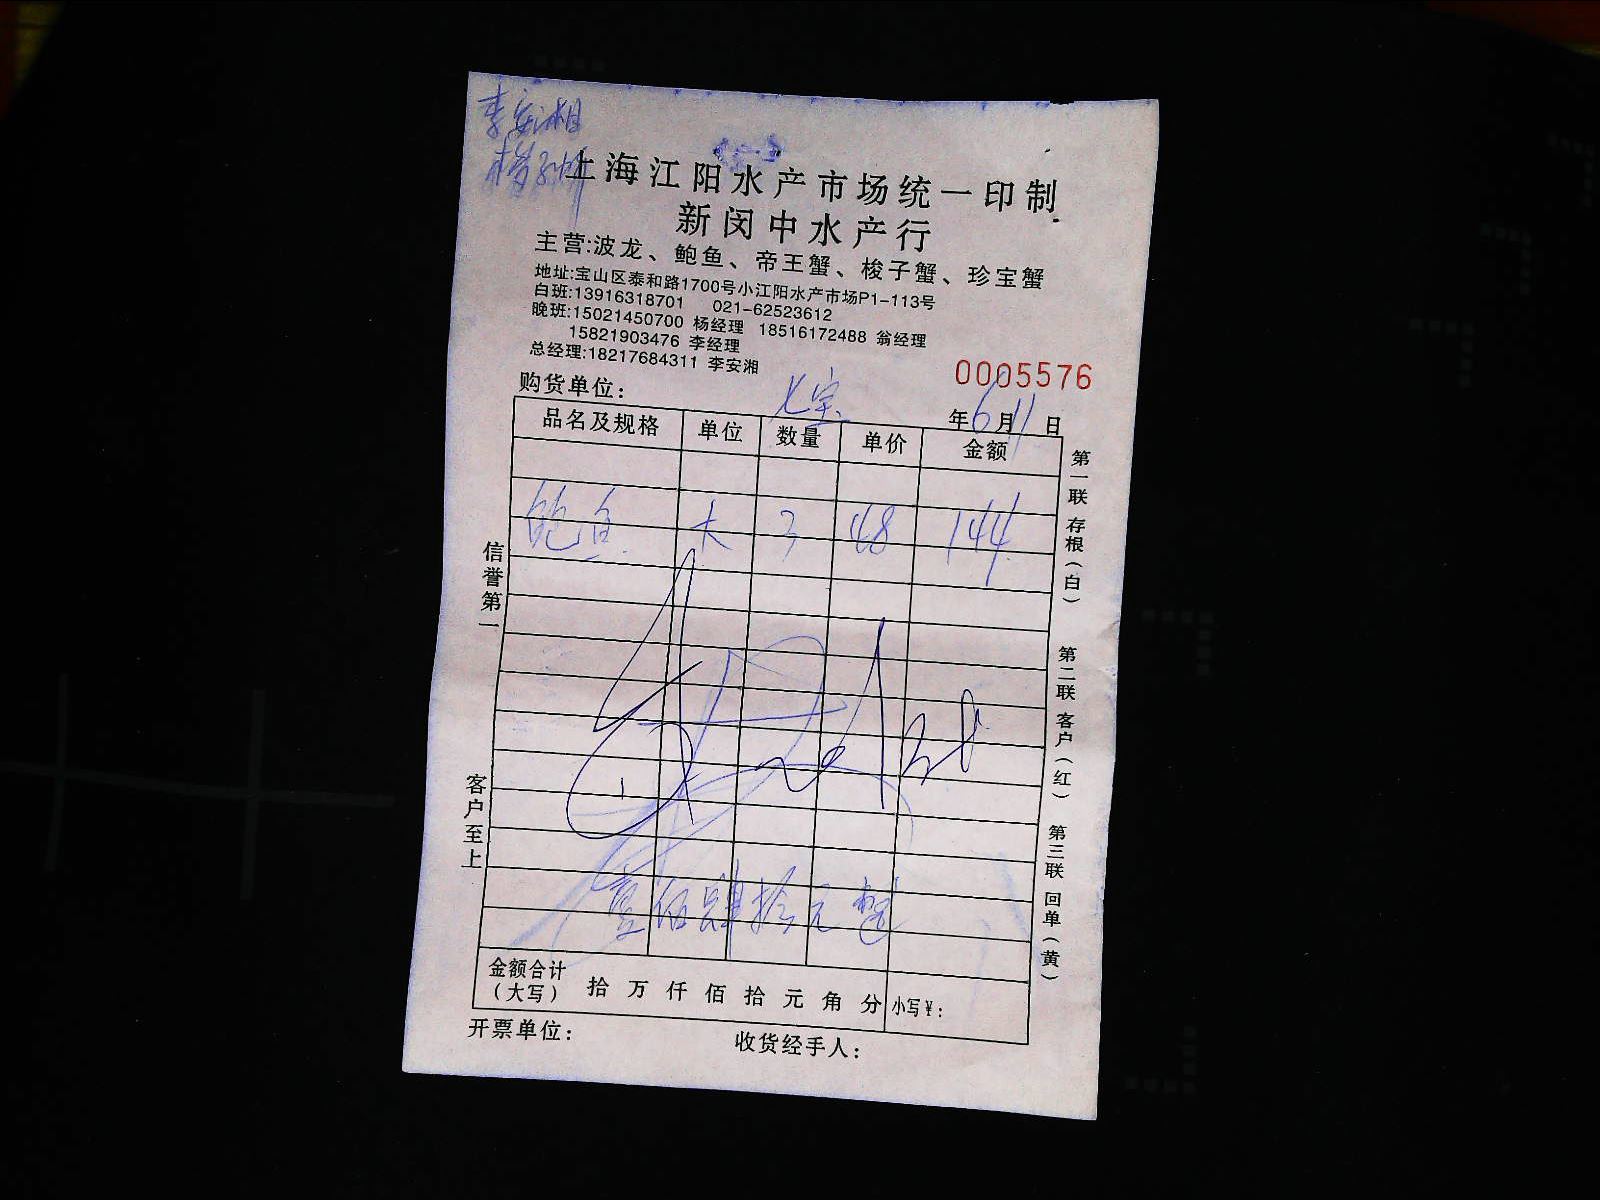 李安湘
上海江阳水产市场统一印制
新闵中水产行
主营:波龙、鲍鱼、帝王蟹、梭子蟹、珍宝蟹
地址:宝山区泰和路1700号小江阳水产市场P1-113号
白班:13916318701 021-62523612
晚班:15021450700 杨经理 18516172488 翁经理
15821903476 李经理
总经理:18217684311 李安湘
0005576
购货单位: 七宝 年6月11日
品名及规格 单位 数量 单价 金额
鲍鱼 大 3 48 144
壹佰肆拾元整
金额合计
(大写) 拾 万 仟 佰 拾 元 角 分 小写¥:
开票单位: 收货经手人:
信誉第一
客户至上
第一联 存根(白)
第二联 客户(红)
第三联 回单(黄)